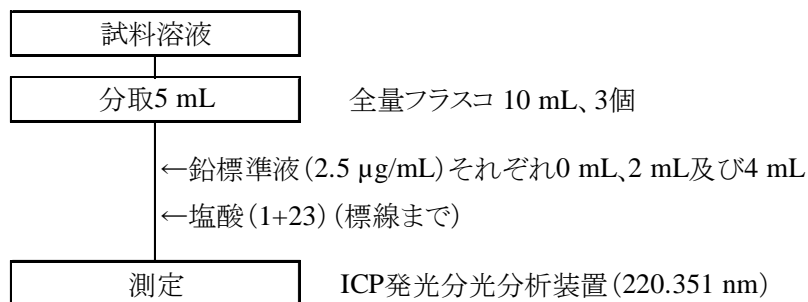 試料溶液
分取5 mL 全量フラスコ 10 mL、3個
←鉛標準液(2.5 µg/mL)それぞれ0 mL、2 mL及び4 mL
←塩酸(1+23)(標線まで)
測定 ICP発光分光分析装置(220.351 nm)